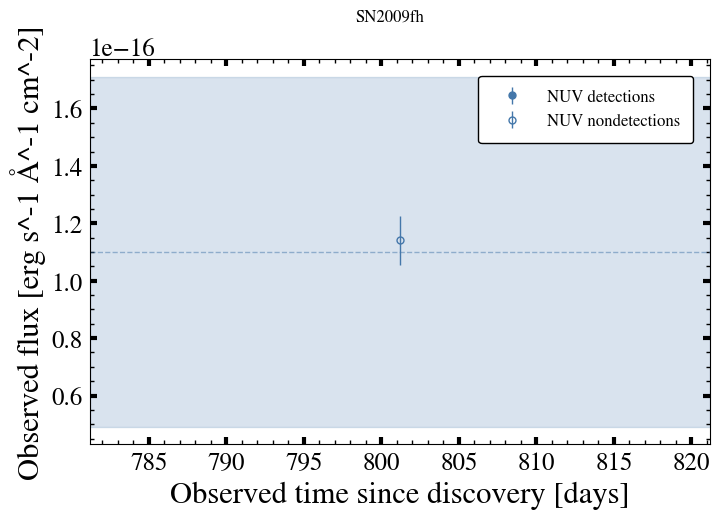 SN2009fh
1e−16
Observed flux [erg s^-1 Å^-1 cm^-2]
1.6
1.4
1.2
1.0
0.8
0.6
NUV detections
NUV nondetections
785 790 795 800 805 810 815 820
Observed time since discovery [days]